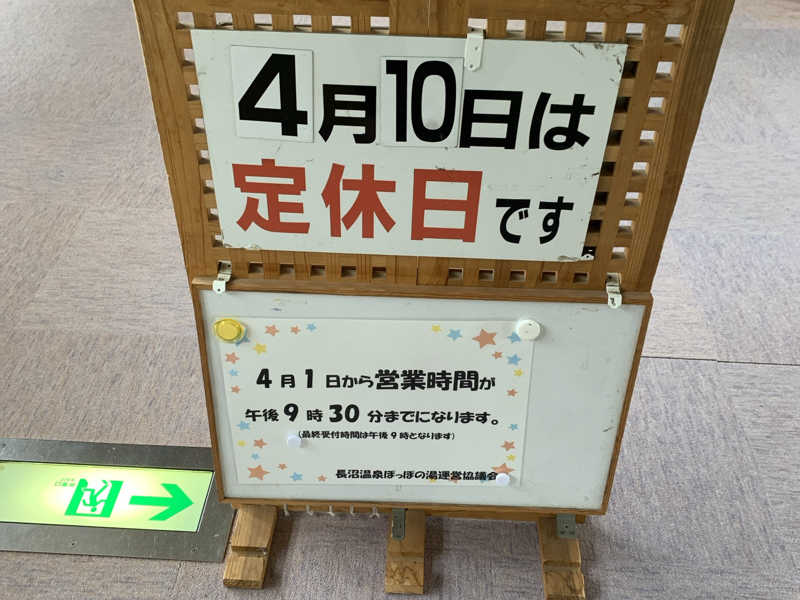 4月10日は
定休日です
4月1日から営業時間が
午後9時30分までになります。
(最終受付時間は午後9時となります)
長沼温泉ぽっぽの湯運営協議会